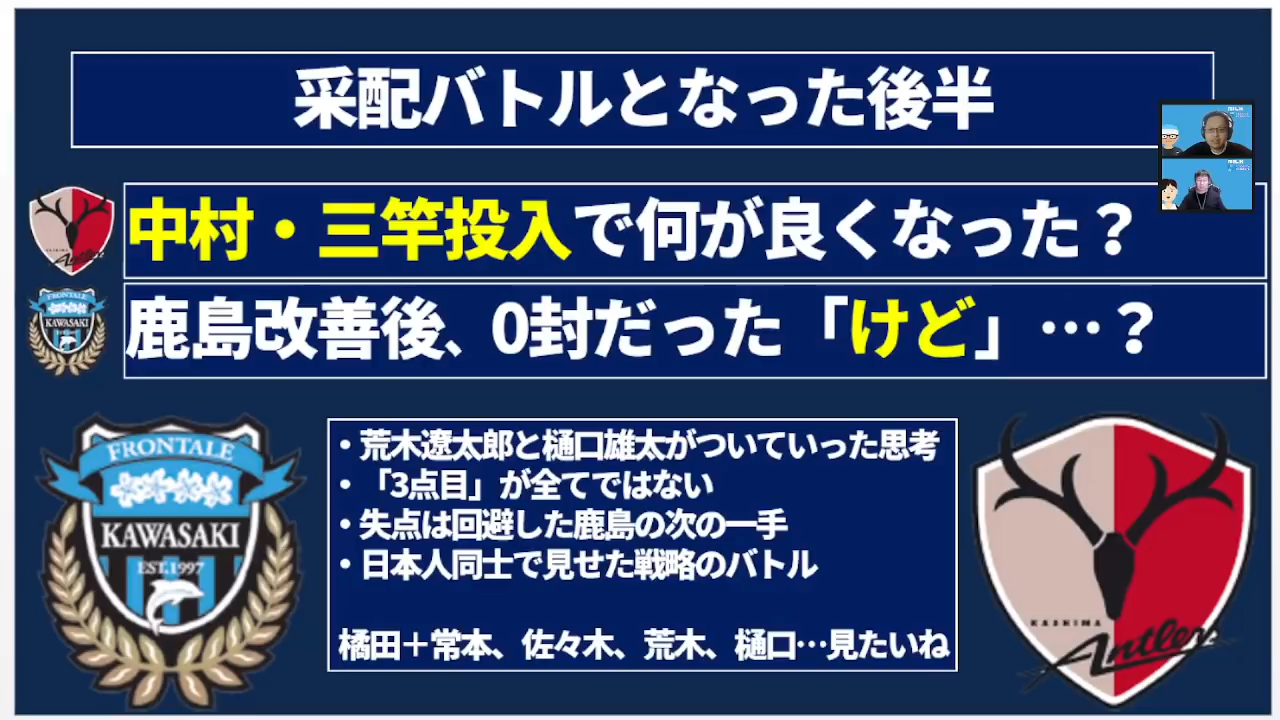 采配バトルとなった後半
中村・三竿投入で何が良くなった？
鹿島改善後、0封だった「けど」…？
FRONTALE
KAWASAKI
・荒木遼太郎と樋口雄太がついていった思考
・「3点目」が全てではない
・失点は回避した鹿島の次の一手
・日本人同士で見せた戦略のバトル
橘田＋常本、佐々木、荒木、樋口…見たいね
FRONTALE
KAWASAKI
EST.1997
KASHIMA
Antlers